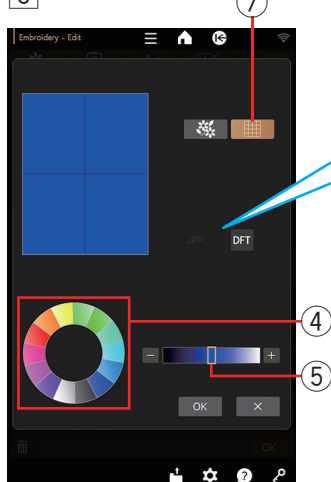 ⑦
Embroidery - Edit
JPX DFT
④
− +
⑤
OK ×
OK
?